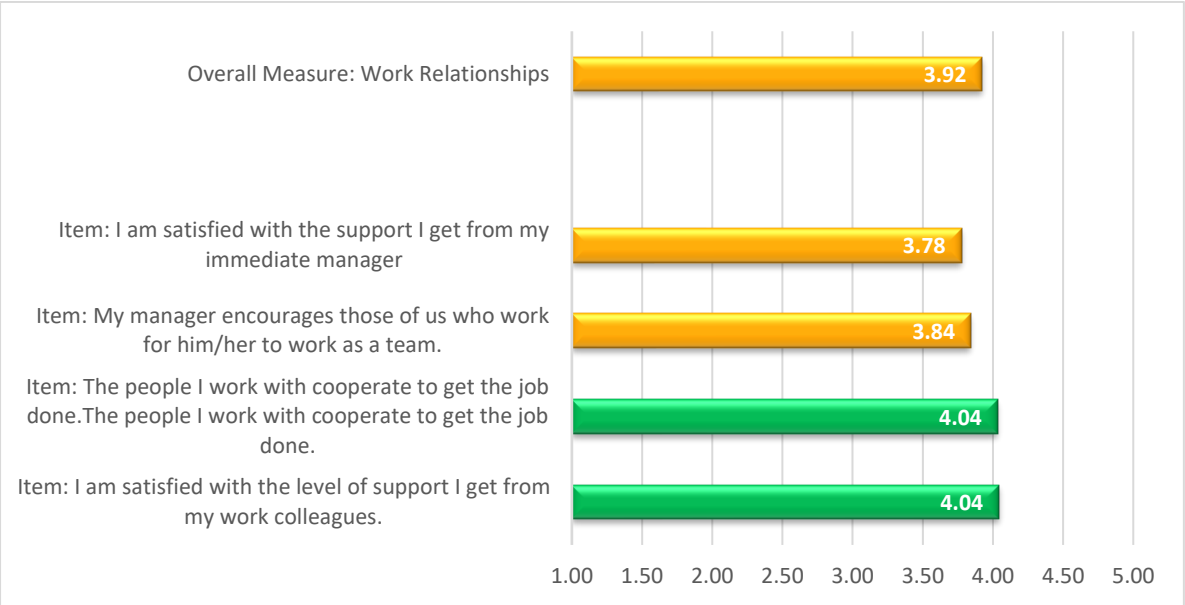 Overall Measure: Work Relationships
3.92
Item: I am satisfied with the support I get from my
immediate manager
3.78
Item: My manager encourages those of us who work
for him/her to work as a team.
3.84
Item: The people I work with cooperate to get the job
done.The people I work with cooperate to get the job
done.
4.04
Item: I am satisfied with the level of support I get from
my work colleagues.
4.04
1.00 1.50 2.00 2.50 3.00 3.50 4.00 4.50 5.00